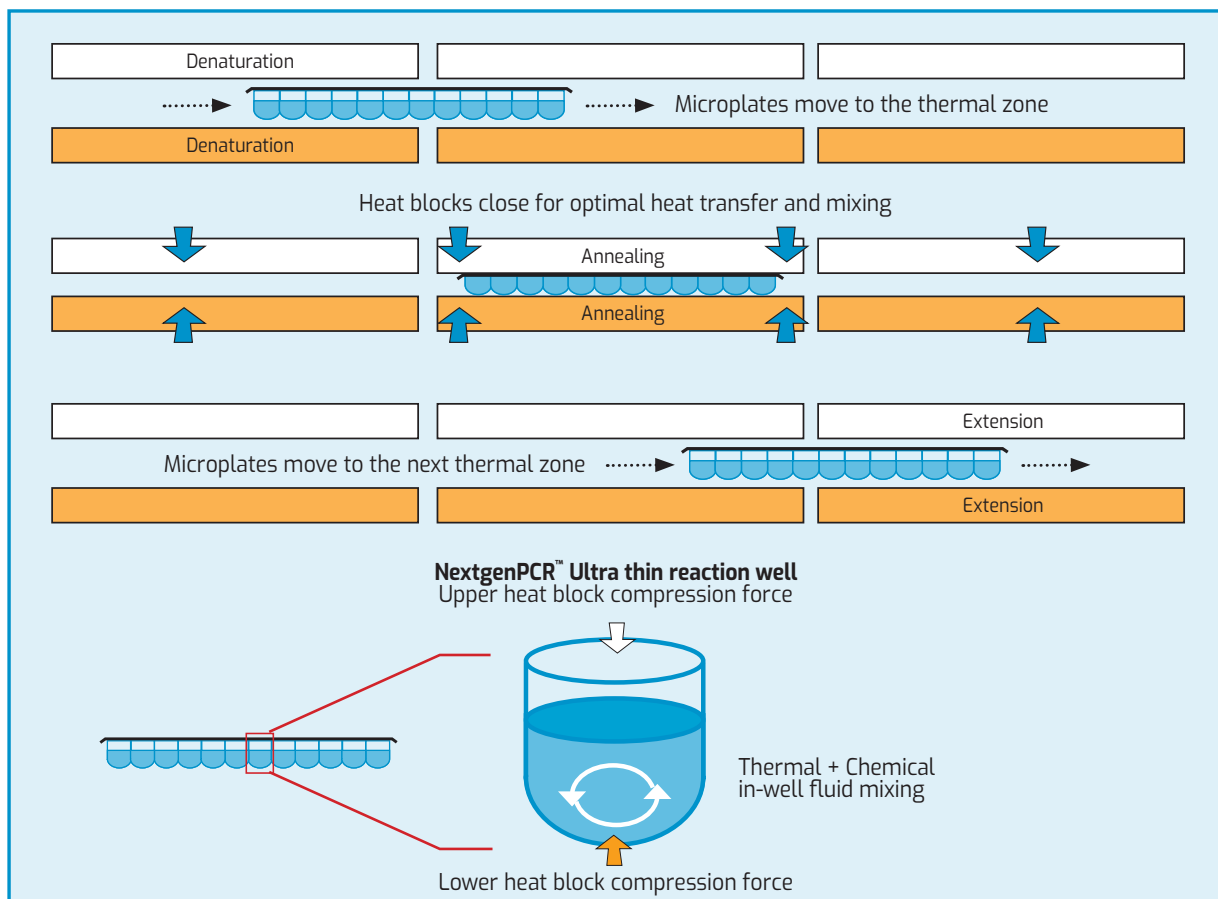 Denaturation
Microplates move to the thermal zone
Denaturation
Heat blocks close for optimal heat transfer and mixing
Annealing
Annealing
Extension
Microplates move to the next thermal zone
Extension
NextgenPCR™ Ultra thin reaction well
Upper heat block compression force
Thermal + Chemical
in-well fluid mixing
Lower heat block compression force